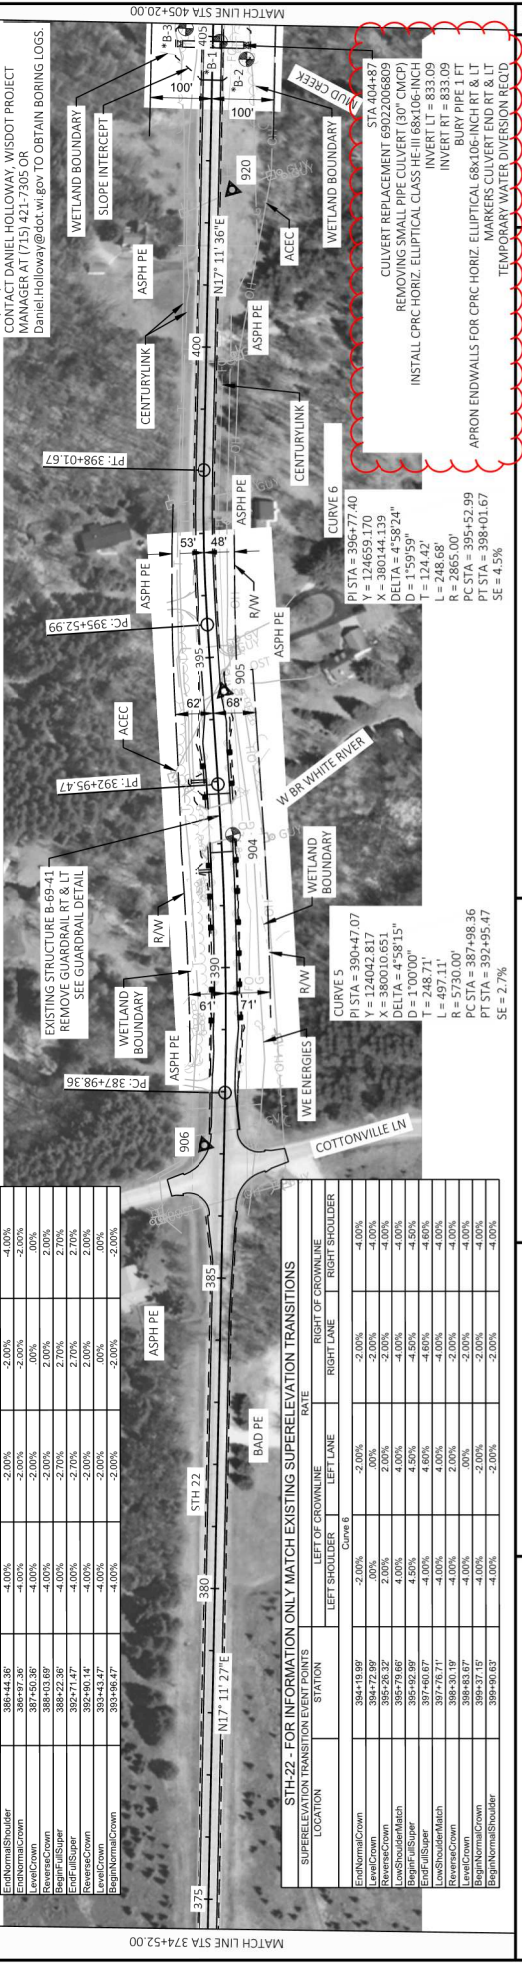 CONTACT DANIEL HOLLOWAY, WISDOT PROJECT
MANAGER AT (715) 421-7305 OR
Daniel.Holloway@dot.wi.gov TO OBTAIN BORING LOGS.
MATCH LINE STA 374+52.00
MATCH LINE STA 405+20.00
EndNormalShoulder 386+44.36' -4.00% -2.00% -2.00% -4.00%
EndNormalCrown 386+97.36' -4.00% -2.00% -2.00% -2.00%
LevelCrown 387+50.36' -4.00% -2.00% .00% .00%
ReverseCrown 388+03.69' -4.00% -2.00% 2.00% 2.00%
BeginFullSuper 388+22.36' -4.00% -2.70% 2.70% 2.70%
EndFullSuper 392+71.47' -4.00% -2.70% 2.70% 2.70%
ReverseCrown 392+90.14' -4.00% -2.00% 2.00% 2.00%
LevelCrown 393+43.47' -4.00% -2.00% .00% .00%
BeginNormalCrown 393+96.47' -4.00% -2.00% -2.00% -2.00%
STH-22 - FOR INFORMATION ONLY MATCH EXISTING SUPERELEVATION TRANSITIONS
SUPERELEVATION TRANSITION EVENT POINTS
RATE
LOCATION
STATION
LEFT OF CROWNLINE
RIGHT OF CROWNLINE
LEFT SHOULDER LEFT LANE RIGHT LANE RIGHT SHOULDER
Curve 6
EndNormalCrown 394+19.99' -2.00% -2.00% -2.00% -4.00%
LevelCrown 394+72.99' .00% .00% -2.00% -4.00%
ReverseCrown 395+26.32' 2.00% 2.00% -2.00% -4.00%
LowShoulderMatch 395+79.66' 4.00% 4.00% -4.00% -4.00%
BeginFullSuper 395+92.99' 4.50% 4.50% -4.50% -4.50%
EndFullSuper 397+60.67' -4.00% 4.60% -4.60% -4.60%
LowShoulderMatch 397+76.71' -4.00% 4.00% -4.00% -4.00%
ReverseCrown 398+30.19' -4.00% 2.00% -2.00% -4.00%
LevelCrown 398+83.67' -4.00% .00% -2.00% -4.00%
BeginNormalCrown 399+37.15' -4.00% -2.00% -2.00% -4.00%
BeginNormalShoulder 399+90.63' -4.00% -2.00% -2.00% -4.00%
375
N17° 11' 27"E
380
STH 22
BAD PE
385
ASPH PE
906
COTTONVILLE LN
PC: 387+98.36
ASPH PE
WE ENERGIES
WETLAND
BOUNDARY
61'
71'
390
R/W
R/W
EXISTING STRUCTURE B-69-41
REMOVE GUARDRAIL RT & LT
SEE GUARDRAIL DETAIL
WETLAND
BOUNDARY
904
W BR WHITE RIVER
PT: 392+95.47
ACEC
62'
68'
905
395
PC: 395+52.99
ASPH PE
ASPH PE
R/W
53'
48'
ASPH PE
ASPH PE
PT: 398+01.67
CENTURYLINK
CENTURYLINK
400
ASPH PE
ASPH PE
N17° 11' 36"E
920
ACEC
WETLAND BOUNDARY
WETLAND BOUNDARY
SLOPE INTERCEPT
MUD CREEK
100'
100'
405
*B-3
*B-1
*B-2
CURVE 5
PI STA = 390+47.07
Y = 124042.817
X = 380010.651
DELTA = 4°58'15"
D = 1°00'00"
T = 248.71'
L = 497.11'
R = 5730.00'
PC STA = 387+98.36
PT STA = 392+95.47
SE = 2.7%
CURVE 6
PI STA = 396+77.40
Y = 124659.170
X = 380144.139
DELTA = 4°58'24"
D = 1°59'59"
T = 124.42'
L = 248.68'
R = 2865.00'
PC STA = 395+52.99
PT STA = 398+01.67
SE = 4.5%
STA 404+87
CULVERT REPLACEMENT 69022006809
REMOVING SMALL PIPE CULVERT (30" CMCP)
INSTALL CPRC HORIZ. ELLIPTICAL CLASS HE-III 68x106-INCH
INVERT LT = 833.09
INVERT RT = 833.09
BURY PIPE 1 FT
APRON ENDWALLS FOR CPRC HORIZ. ELLIPTICAL 68x106-INCH RT & LT
MARKERS CULVERT END RT & LT
TEMPORARY WATER DIVERSION REQ'D